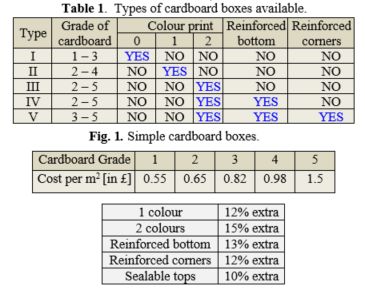 Table 1. Types of cardboard boxes available.
Type Grade of cardboard Colour print Reinforced bottom Reinforced corners
0 1 2
I 1 – 3 YES NO NO NO NO
II 2 – 4 NO YES NO NO NO
III 2 – 5 NO NO YES NO NO
IV 2 – 5 NO NO YES YES NO
V 3 – 5 NO NO YES YES YES
Fig. 1. Simple cardboard boxes.
Cardboard Grade 1 2 3 4 5
Cost per m² [in £] 0.55 0.65 0.82 0.98 1.5
1 colour 12% extra
2 colours 15% extra
Reinforced bottom 13% extra
Reinforced corners 12% extra
Sealable tops 10% extra